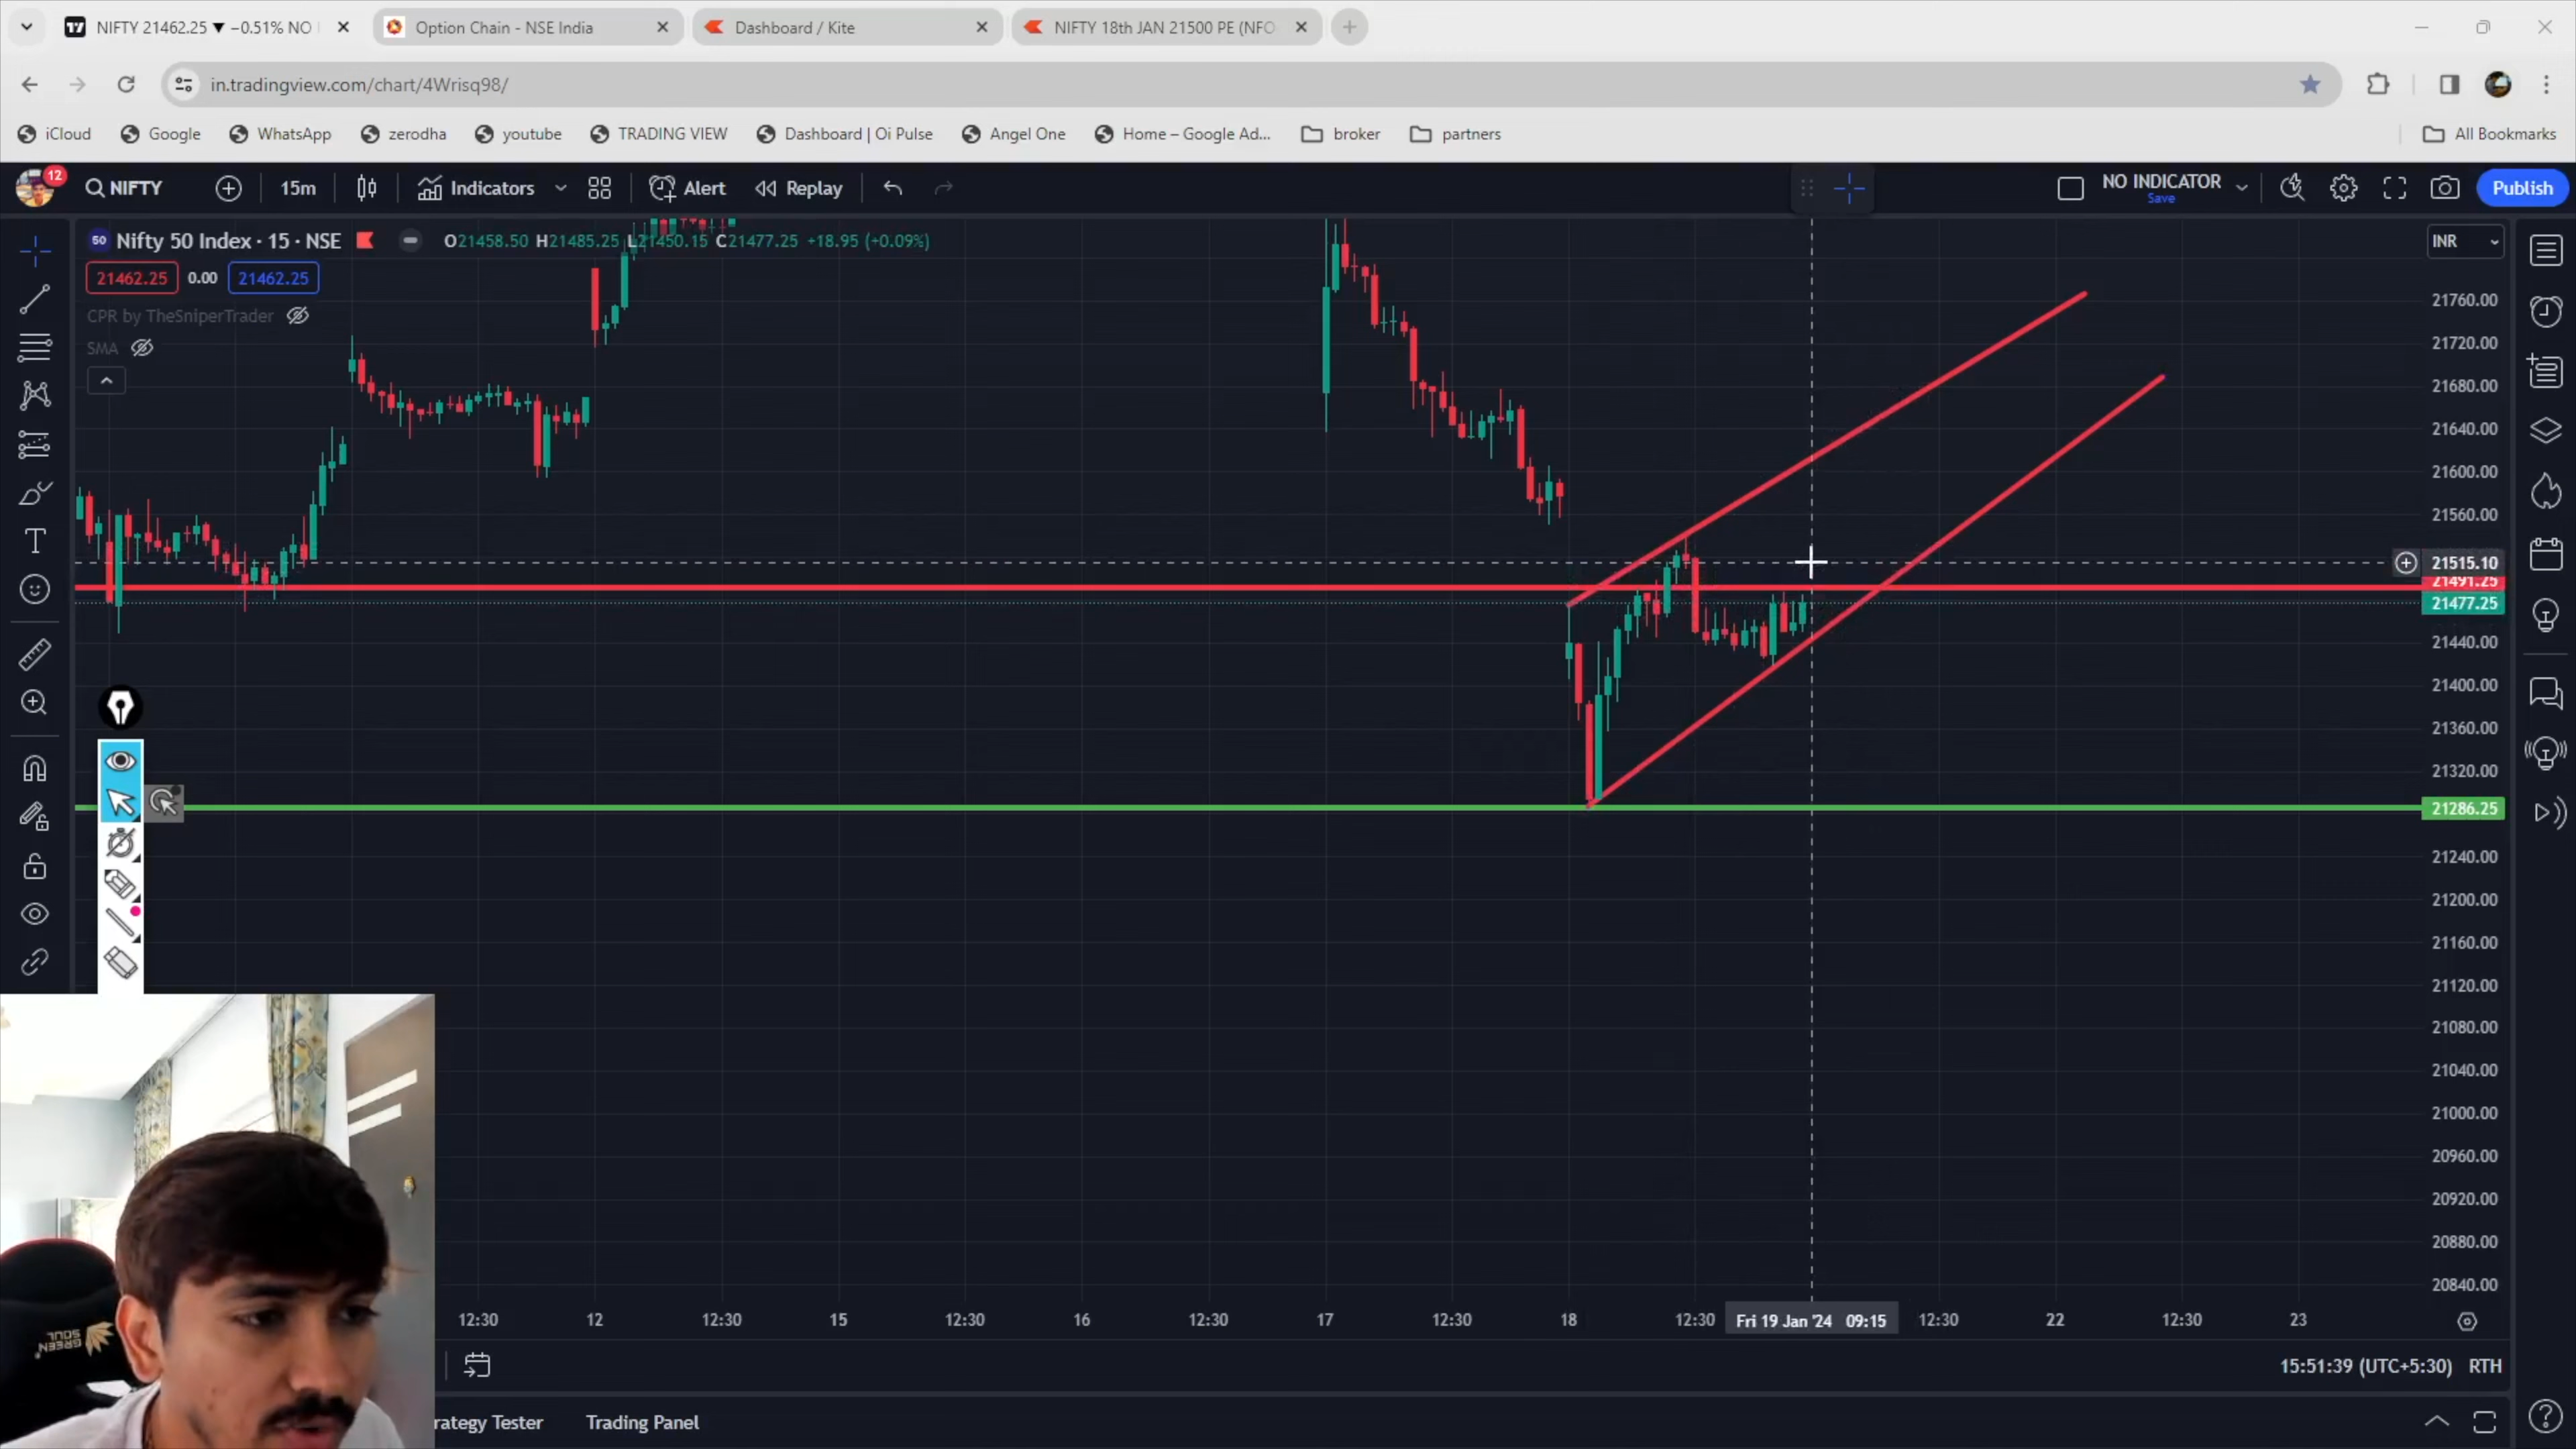 NIFTY 21462.25 ▼ −0.51% NO
Option Chain - NSE India
Dashboard / Kite
NIFTY 18th JAN 21500 PE (NFO
in.tradingview.com/chart/4Wrisq98/
iCloud
Google
WhatsApp
zerodha
youtube
TRADING VIEW
Dashboard | Oi Pulse
Angel One
Home – Google Ad...
broker
partners
All Bookmarks
12
NIFTY
15m
Indicators
Alert
Replay
NO INDICATOR
Save
Publish
50 Nifty 50 Index · 15 · NSE
O21458.50 H21485.25 L21450.15 C21477.25 +18.95 (+0.09%)
INR
21462.25 0.00 21462.25
CPR by TheSniperTrader
SMA
21760.00
21720.00
21680.00
21640.00
21600.00
21560.00
21515.10
21491.25
21477.25
21440.00
21400.00
21360.00
21320.00
21286.25
21240.00
21200.00
21160.00
21120.00
21080.00
21040.00
21000.00
20960.00
20920.00
20880.00
20840.00
12:30 12 12:30 15 12:30 16 12:30 17 12:30 18 12:30 Fri 19 Jan '24 09:15 12:30 22 12:30 23
15:51:39 (UTC+5:30) RTH
rategy Tester
Trading Panel